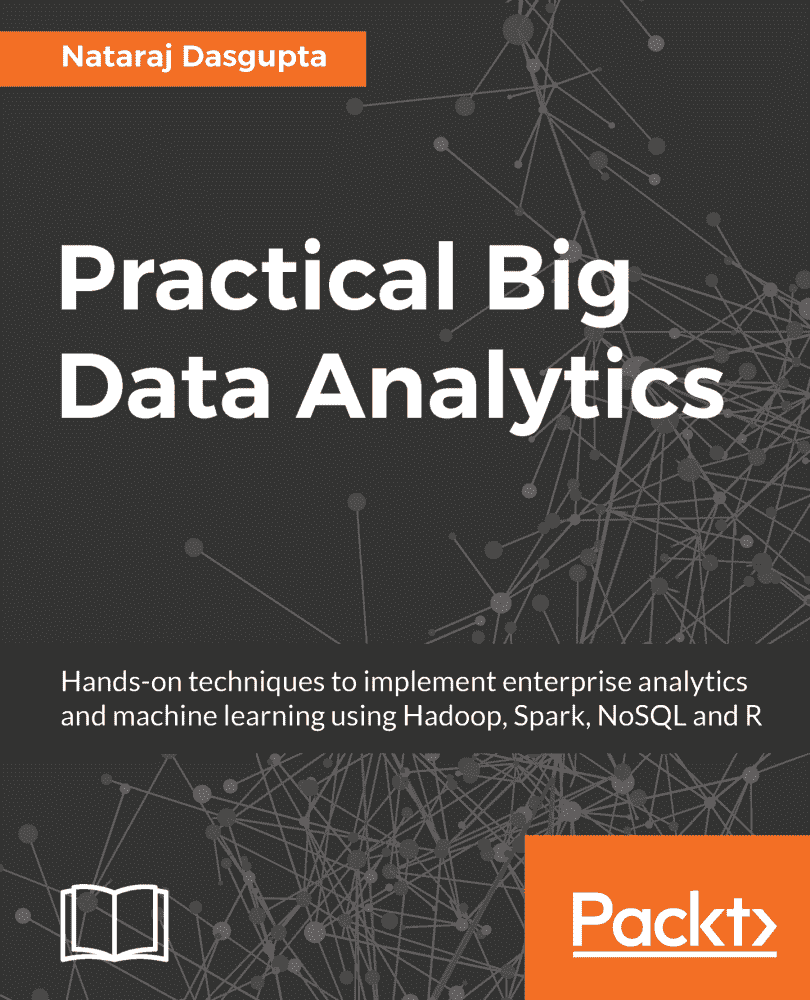 Nataraj Dasgupta
Practical Big
Data Analytics
Hands-on techniques to implement enterprise analytics
and machine learning using Hadoop, Spark, NoSQL and R
Packt>